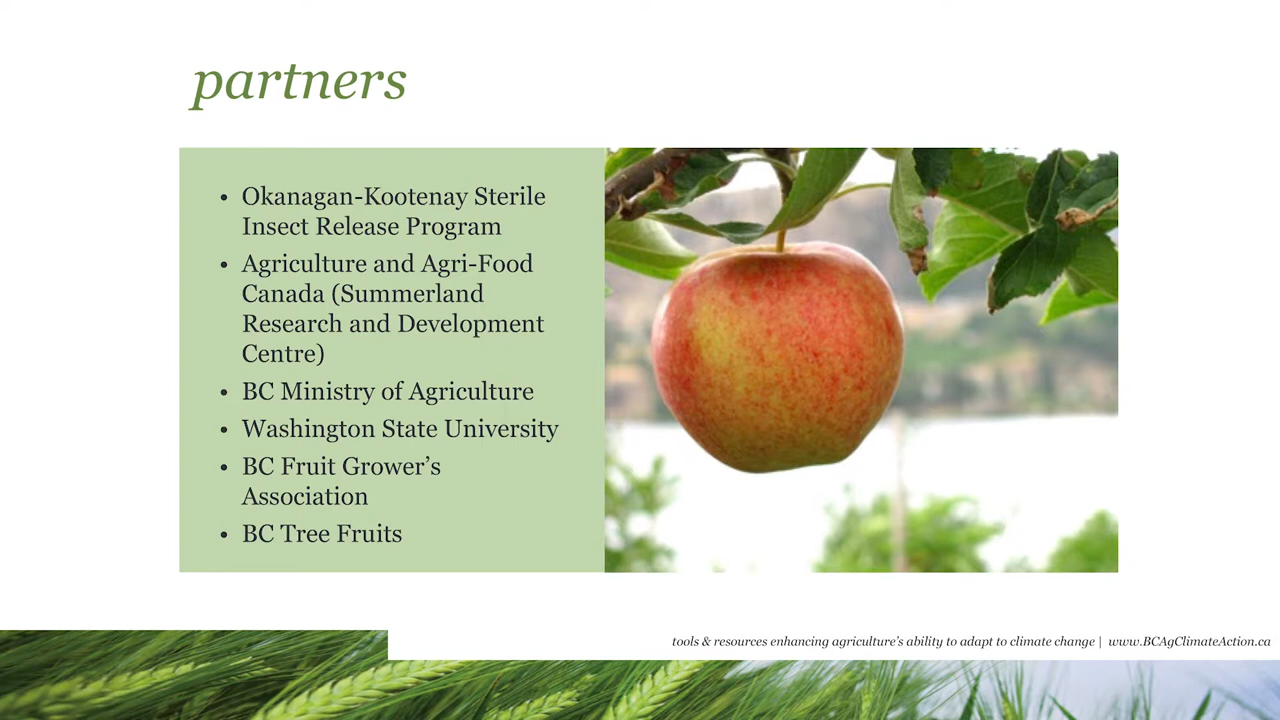 partners
• Okanagan-Kootenay Sterile
Insect Release Program
• Agriculture and Agri-Food
Canada (Summerland
Research and Development
Centre)
• BC Ministry of Agriculture
• Washington State University
• BC Fruit Grower’s
Association
• BC Tree Fruits
tools & resources enhancing agriculture’s ability to adapt to climate change | www.BCAgClimateAction.ca